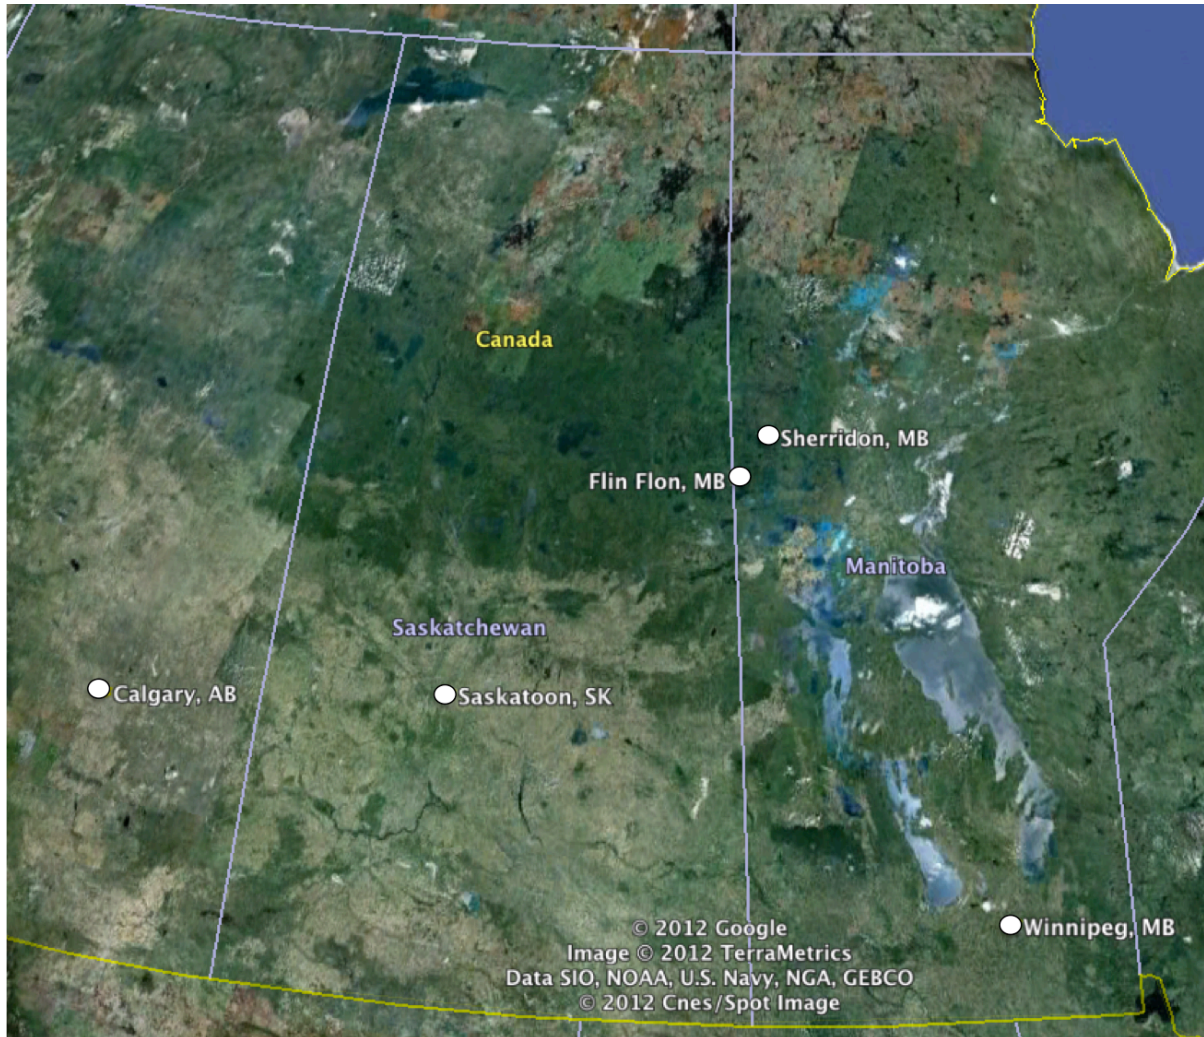 Canada
Sherridon, MB
Flin Flon, MB
Manitoba
Saskatchewan
Calgary, AB
Saskatoon, SK
Winnipeg, MB
© 2012 Google
Image © 2012 TerraMetrics
Data SIO, NOAA, U.S. Navy, NGA, GEBCO
© 2012 Cnes/Spot Image